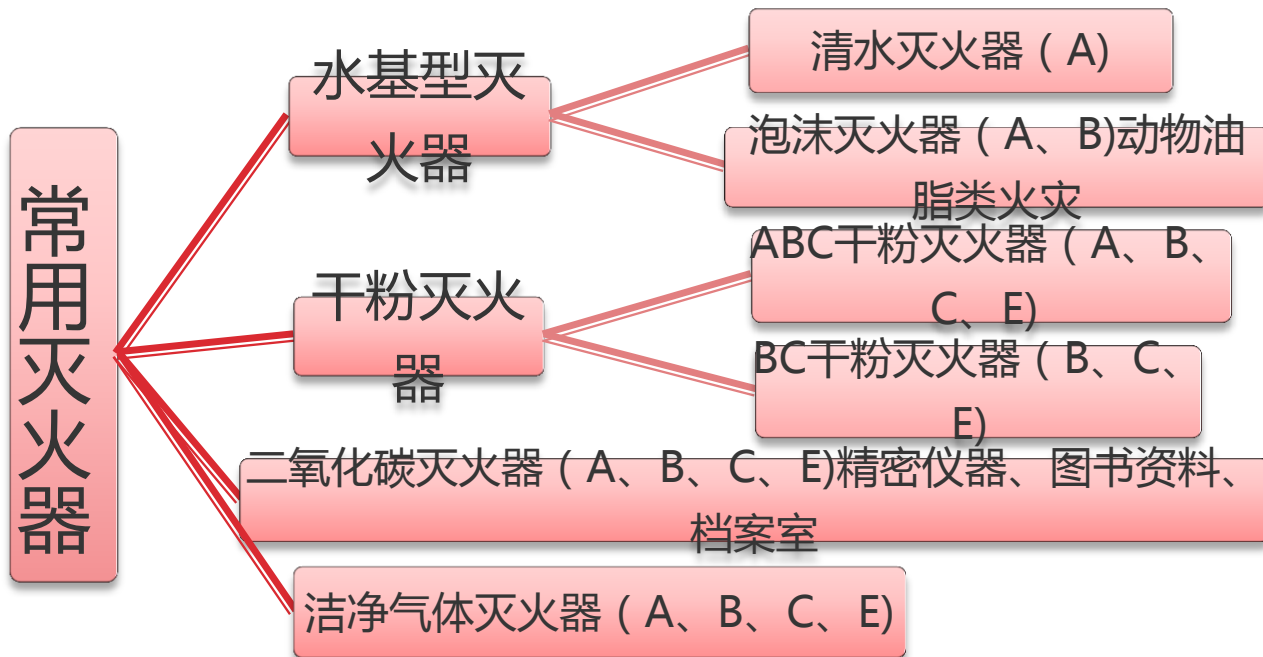 常用灭火器
水基型灭
火器
清水灭火器（A)
泡沫灭火器（A、B)动物油
脂类火灾
干粉灭火
器
ABC干粉灭火器（A、B、
C、E)
BC干粉灭火器（B、C、
E)
二氧化碳灭火器（A、B、C、E)精密仪器、图书资料、
档案室
洁净气体灭火器（A、B、C、E)